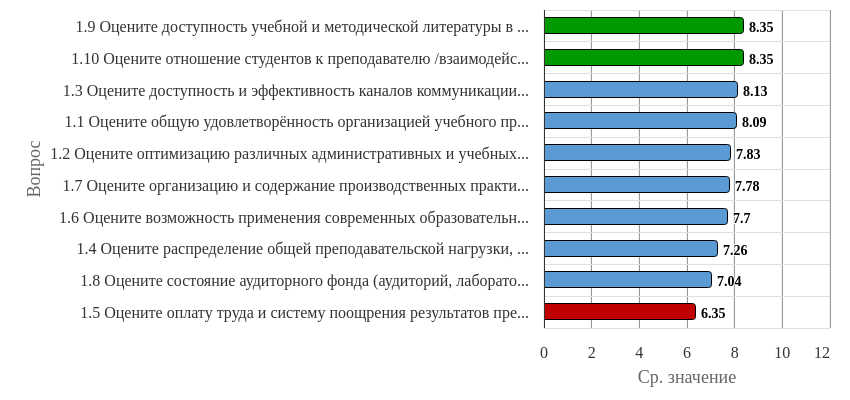 1.9 Оцените доступность учебной и методической литературы в ...
8.35
1.10 Оцените отношение студентов к преподавателю /взаимодейс...
8.35
1.3 Оцените доступность и эффективность каналов коммуникации...
8.13
1.1 Оцените общую удовлетворённость организацией учебного пр...
8.09
1.2 Оцените оптимизацию различных административных и учебных...
7.83
1.7 Оцените организацию и содержание производственных практи...
7.78
1.6 Оцените возможность применения современных образовательн...
7.7
1.4 Оцените распределение общей преподавательской нагрузки, ...
7.26
1.8 Оцените состояние аудиторного фонда (аудиторий, лаборато...
7.04
1.5 Оцените оплату труда и систему поощрения результатов пре...
6.35
Вопрос
0 2 4 6 8 10 12
Ср. значение